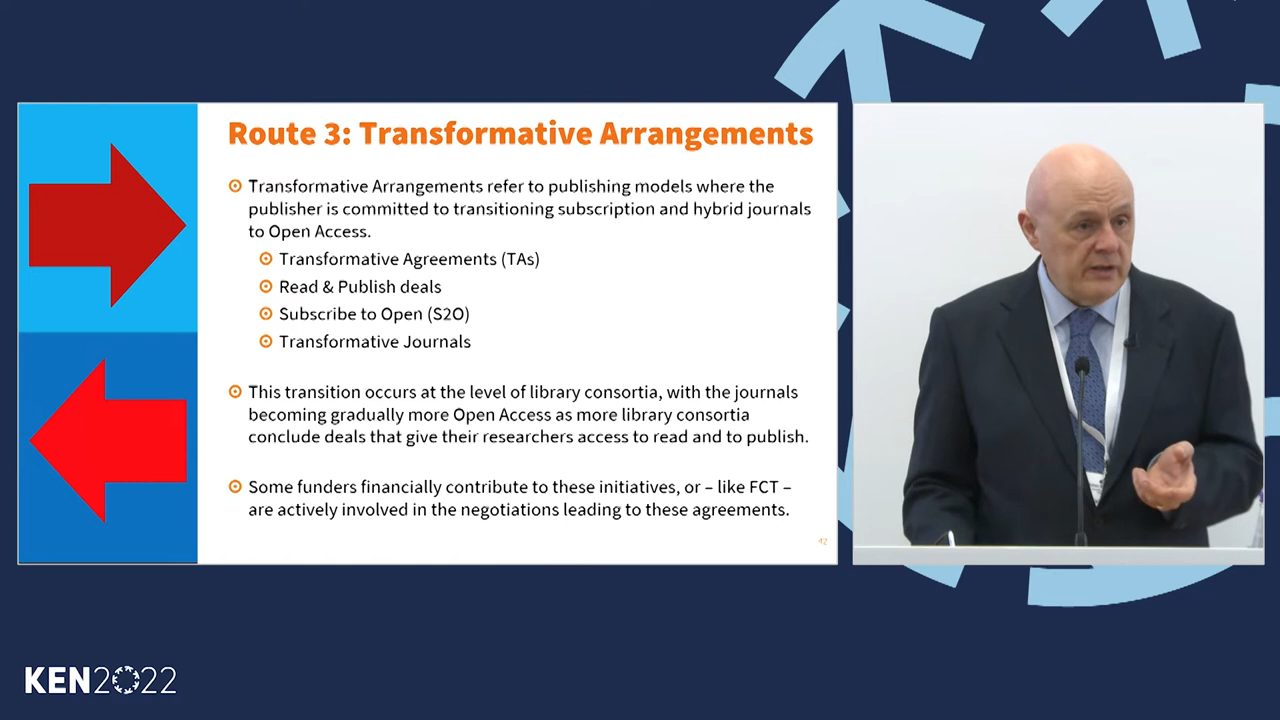 Route 3: Transformative Arrangements
Transformative Arrangements refer to publishing models where the
publisher is committed to transitioning subscription and hybrid journals
to Open Access.
Transformative Agreements (TAs)
Read & Publish deals
Subscribe to Open (S2O)
Transformative Journals
This transition occurs at the level of library consortia, with the journals
becoming gradually more Open Access as more library consortia
conclude deals that give their researchers access to read and to publish.
Some funders financially contribute to these initiatives, or – like FCT –
are actively involved in the negotiations leading to these agreements.
42
KEN2022